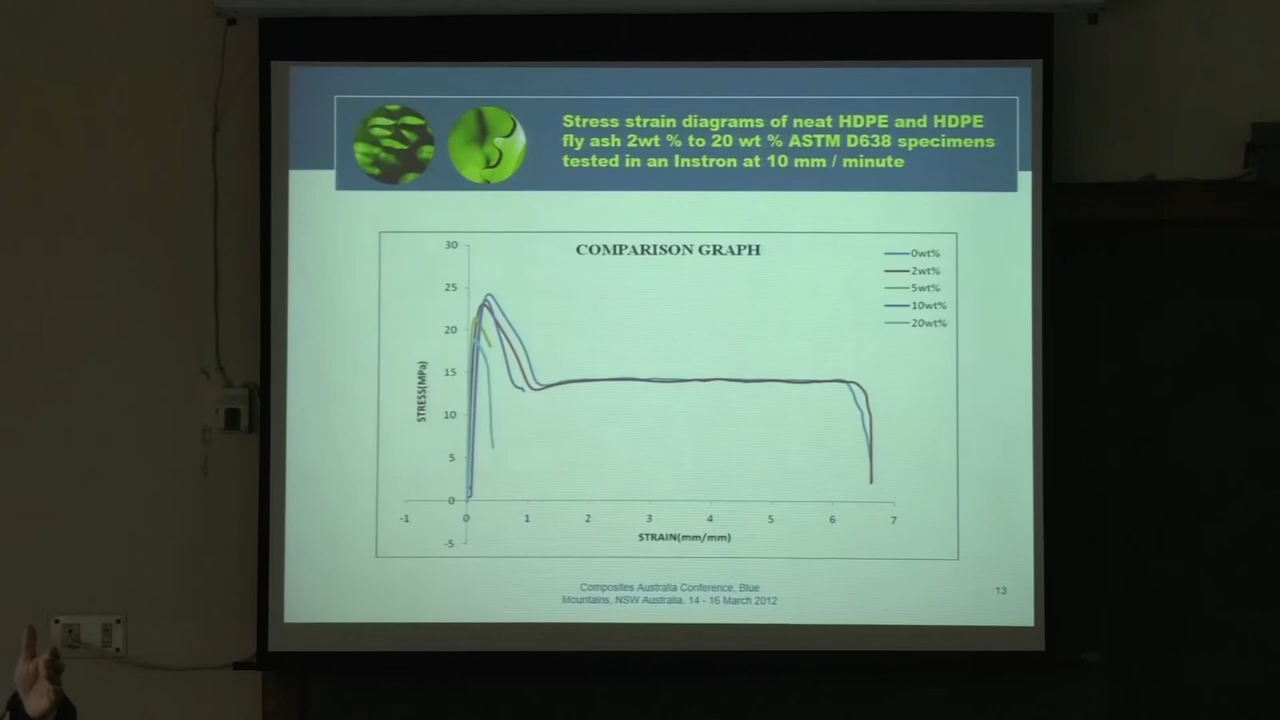 Stress strain diagrams of neat HDPE and HDPE
fly ash 2wt % to 20 wt % ASTM D638 specimens
tested in an Instron at 10 mm / minute
COMPARISON GRAPH
30
25
20
15
10
5
0
-5
STRESS(MPa)
-1 0 1 2 3 4 5 6 7
STRAIN(mm/mm)
0wt%
2wt%
5wt%
10wt%
20wt%
Composites Australia Conference, Blue
Mountains, NSW Australia, 14 - 16 March 2012
13